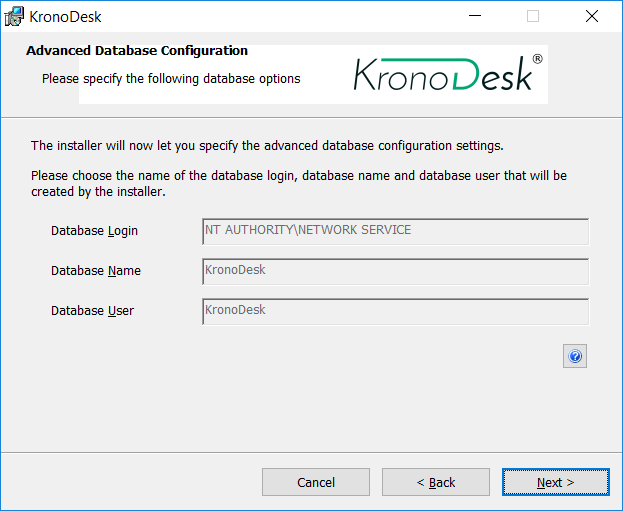 KronoDesk
Advanced Database Configuration
Please specify the following database options
KronoDesk®
The installer will now let you specify the advanced database configuration settings.
Please choose the name of the database login, database name and database user that will be
created by the installer.
Database Login
NT AUTHORITY\NETWORK SERVICE
Database Name
KronoDesk
Database User
KronoDesk
?
Cancel
< Back
Next >